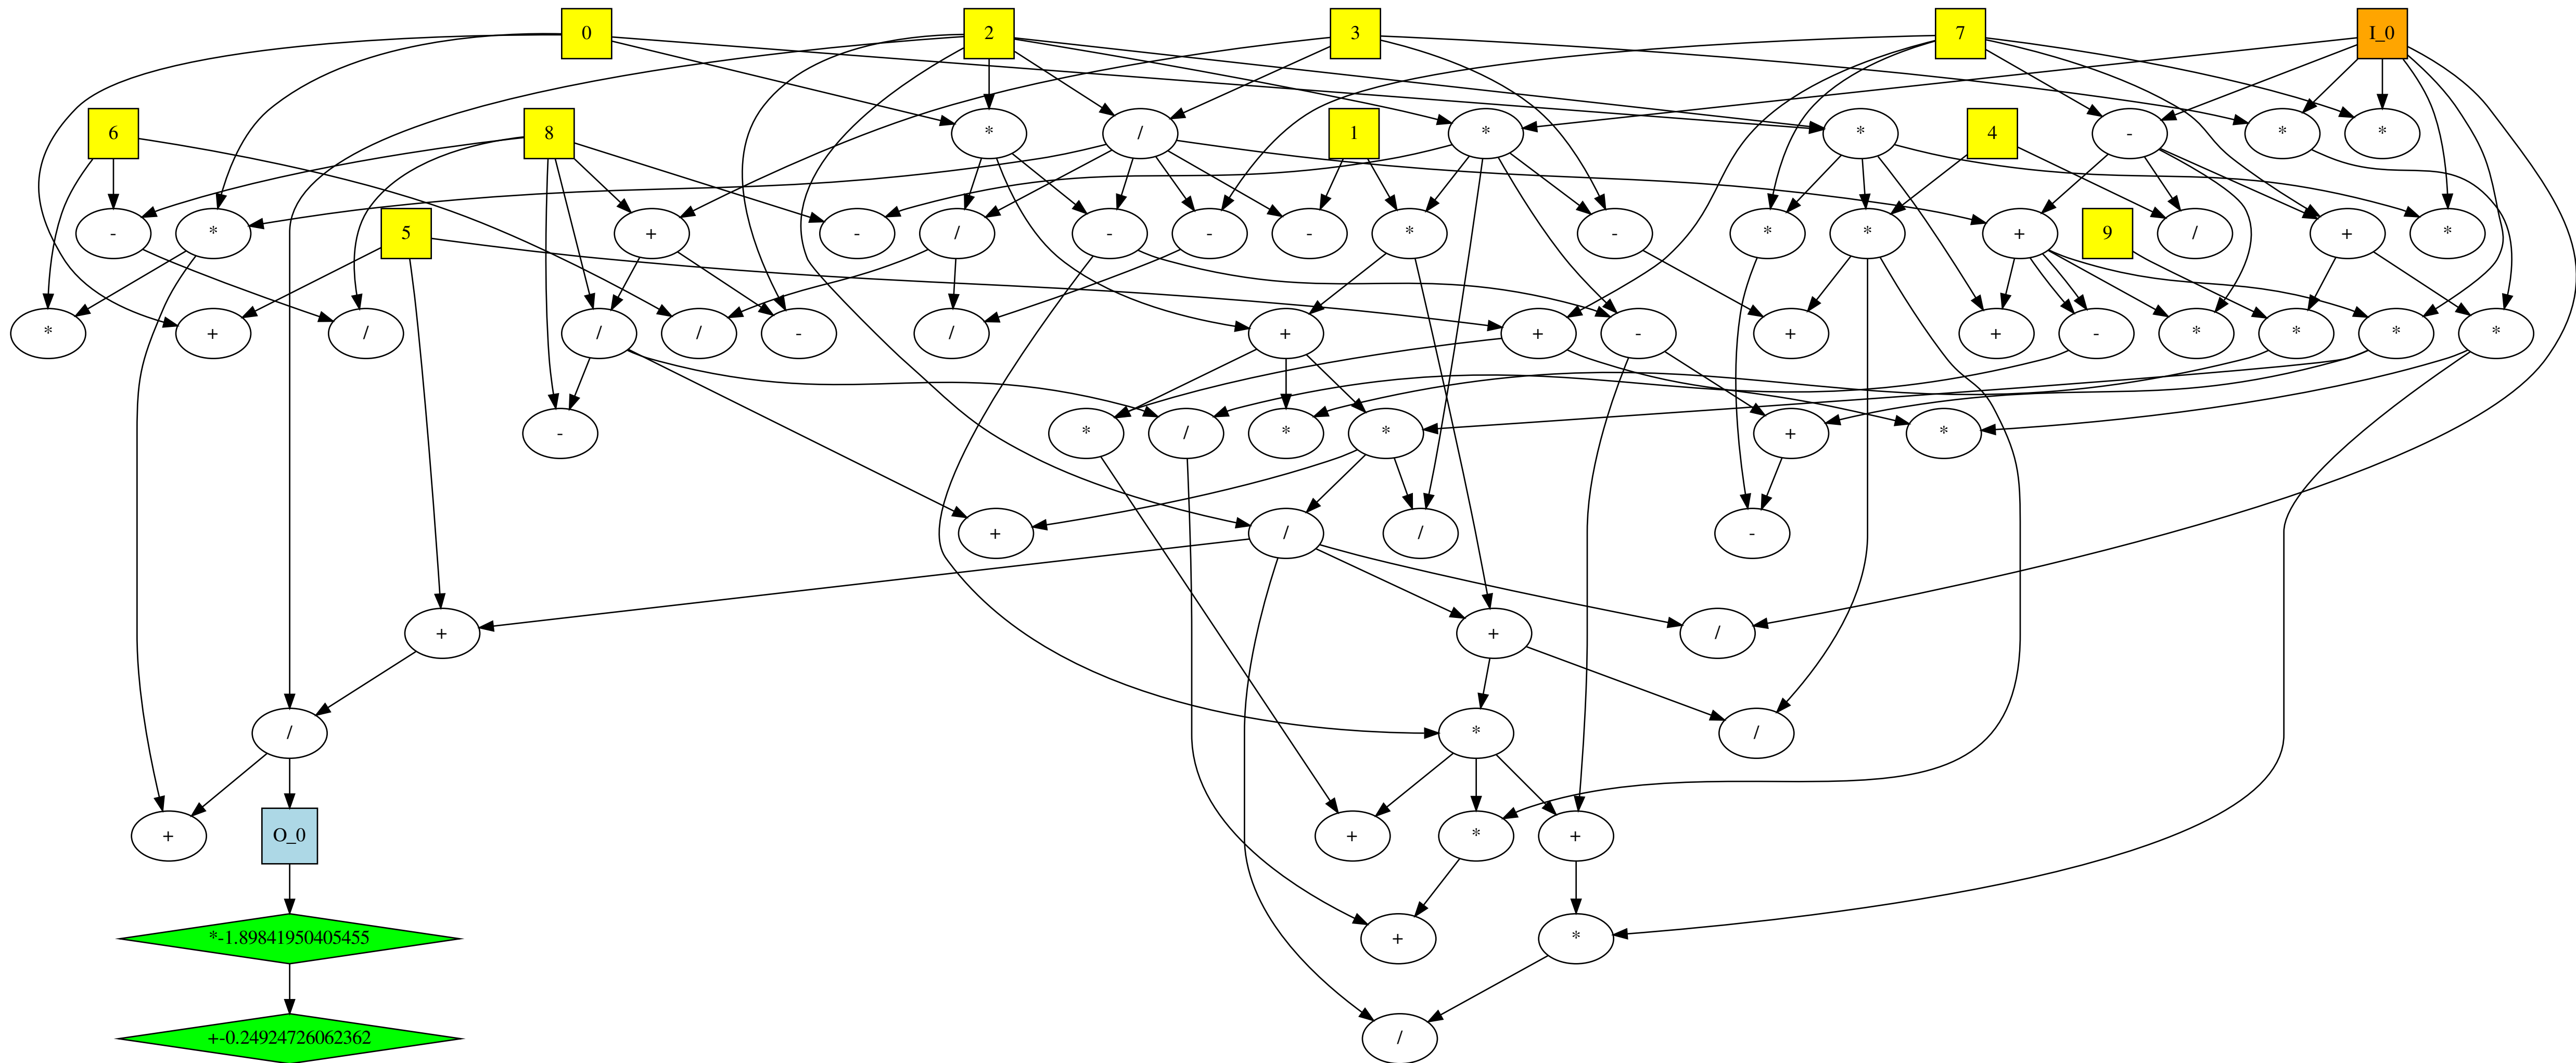 0 2 3 7 I_0
6 8 * / 1 * * 4 - * *
- * 5 + - / - - - * - * * + 9 / + *
* + / / / - / + + - + + - * * * *
- * / * * + *
+ / / -
+ + /
/ * /
+ O_0 + * +
*-1.89841950405455 + *
+-0.24924726062362 /